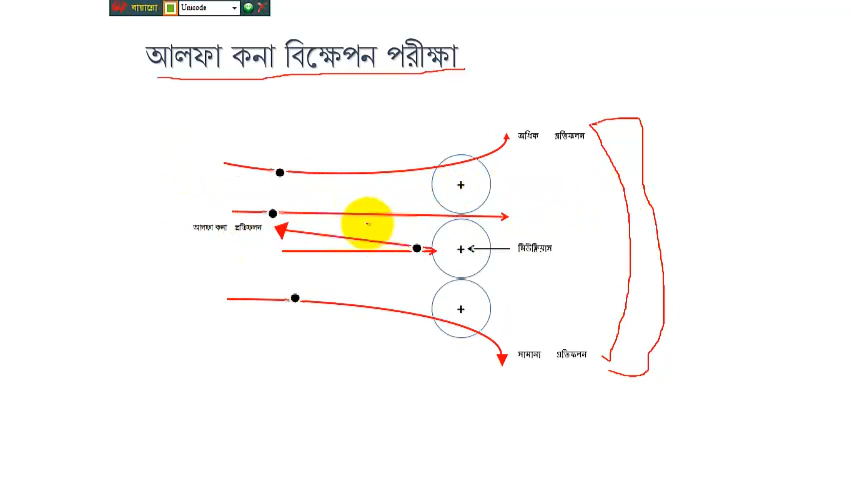 বায়ান্নো Unicode
আলফা কনা বিক্ষেপন পরীক্ষা
অধিক প্রতিফলন
+
আলফা কনা প্রতিফলন
+ নিউক্লিয়াস
+
সামান্য প্রতিফলন